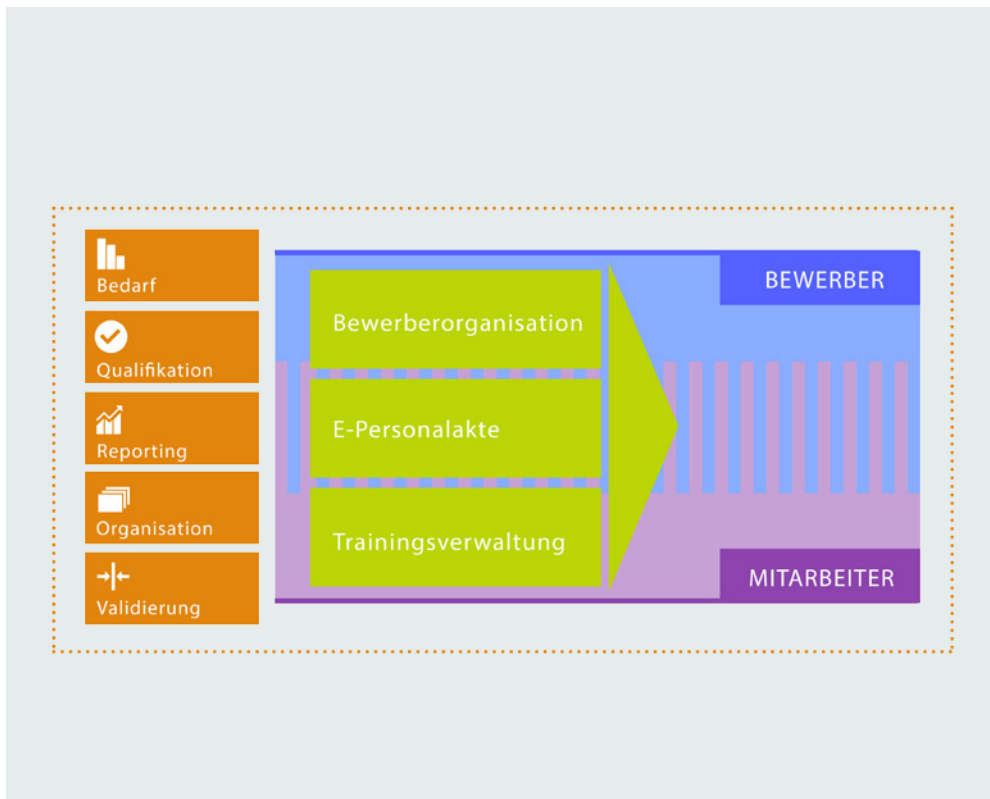 Bedarf
Qualifikation
Reporting
Organisation
Validierung
Bewerberorganisation
E-Personalakte
Trainingsverwaltung
BEWERBER
MITARBEITER